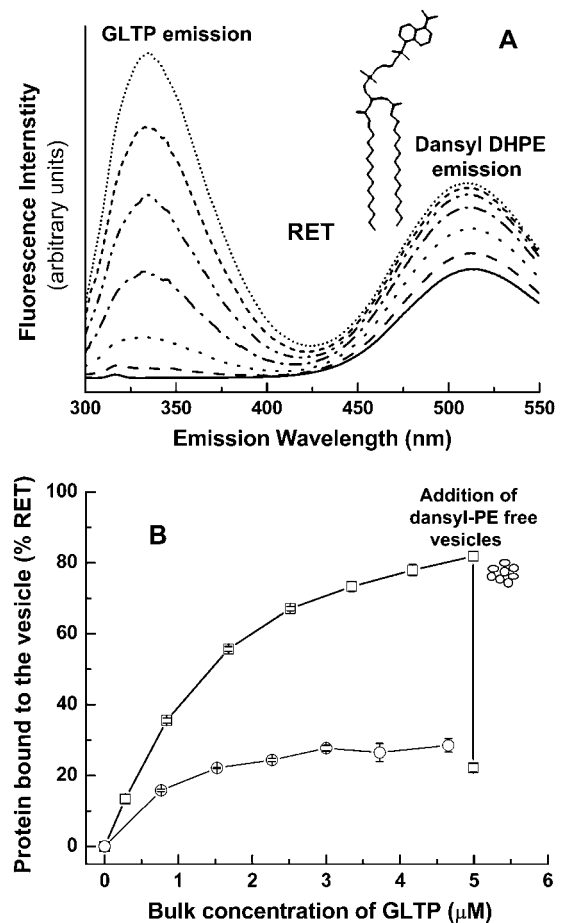 GLTP emission
A
Dansyl DHPE
emission
RET
Fluorescence Internstity
(arbitrary units)
300 350 400 450 500 550
Emission Wavelength (nm)
B
Addition of
dansyl-PE free
vesicles
Protein bound to the vesicle (% RET)
100
80
60
40
20
0
0 1 2 3 4 5 6
Bulk concentration of GLTP (μM)